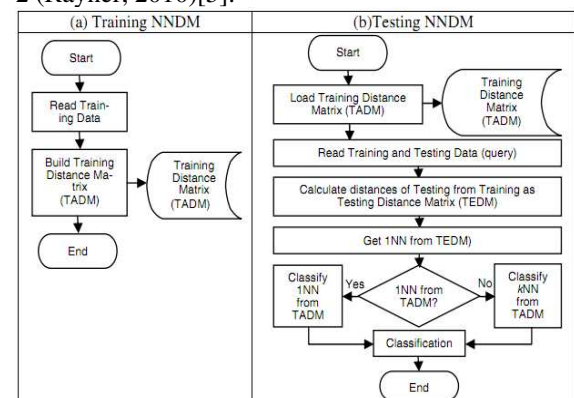 2 (Rayner, 2010)[5].
(a) Training NNDM
Start
Read Train-
ing Data
Build Training
Distance Ma-
trix
(TADM)
Training
Distance
Matrix
(TADM)
End
(b)Testing NNDM
Start
Load Training Distance
Matrix (TADM)
Training
Distance
Matrix
(TADM)
Read Training and Testing Data (query)
Calculate distances of Testing from Training as
Testing Distance Matrix (TEDM)
Get 1NN from TEDM)
Classify
1NN
from
TADM
Yes
1NN from
TADM?
No
Classify
kNN
from
TADM
Classification
End